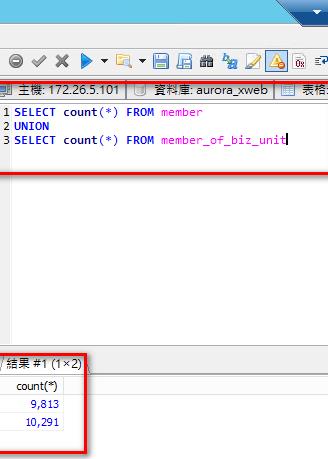 主機: 172.26.5.101 資料庫: aurora_xweb 表格:
1 SELECT count(*) FROM member
2 UNION
3 SELECT count(*) FROM member_of_biz_unit
結果 #1 (1×2)
count(*)
9,813
10,291